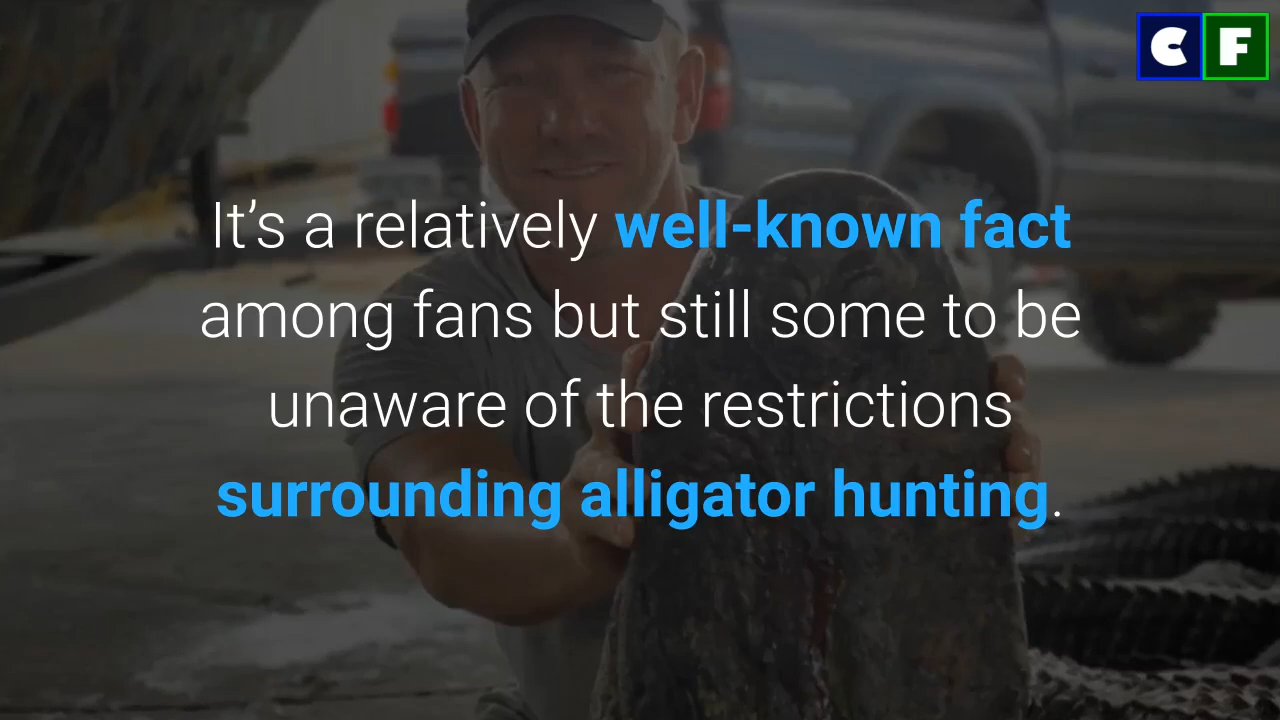 C F
It’s a relatively well-known fact
among fans but still some to be
unaware of the restrictions
surrounding alligator hunting.